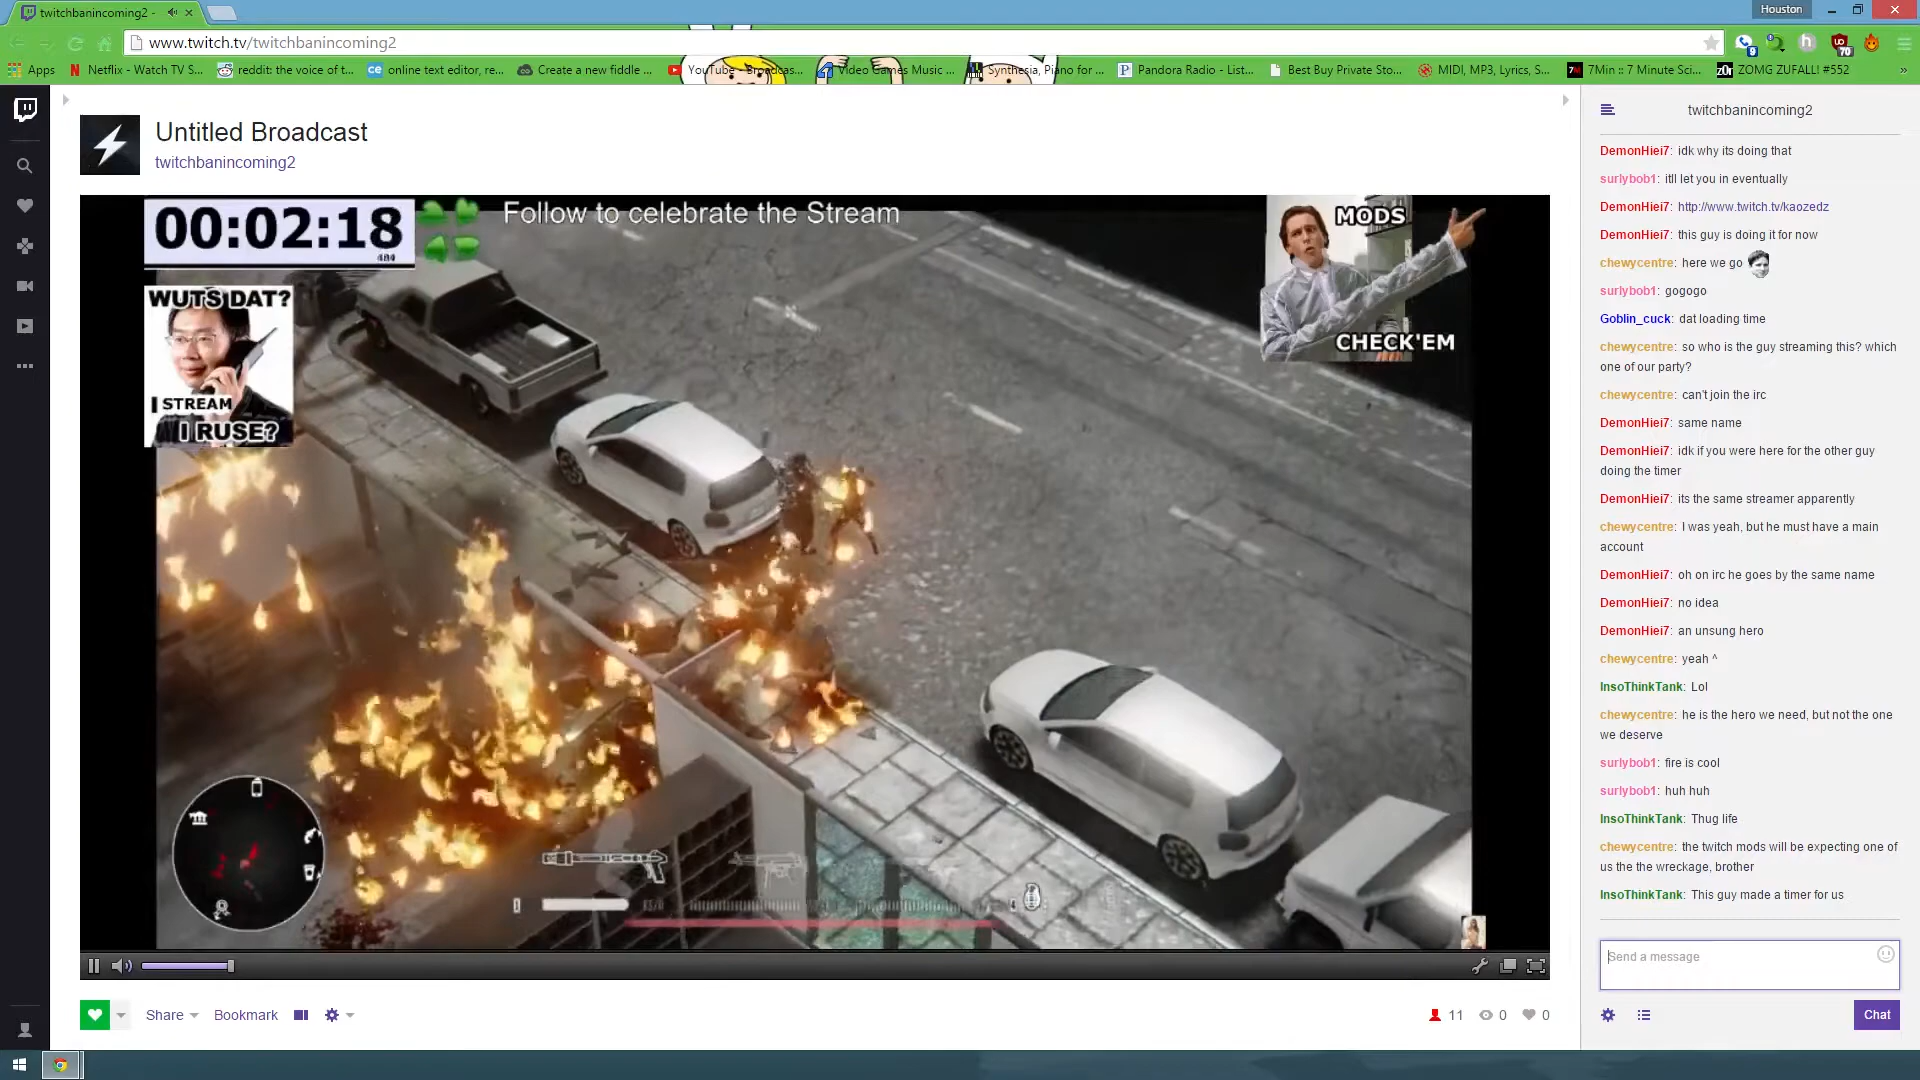 twitchbanincoming2 -
Houston
www.twitch.tv/twitchbanincoming2
9
70
Apps
Netflix - Watch TV S...
reddit: the voice of t...
ce
online text editor, re...
Create a new fiddle ...
YouTube - Broadcas...
Video Games Music ...
Synthesia, Piano for ...
P
Pandora Radio - List...
Best Buy Private Sto...
MIDI, MP3, Lyrics, S...
7Min :: 7 Minute Sci...
z0r
ZOMG ZUFALL! #552
»
Untitled Broadcast
twitchbanincoming2
00:02:18
484
Follow to celebrate the Stream
MODS
CHECK'EM
WUTS DAT?
I STREAM
I RUSE?
Share
Bookmark
11
0
0
twitchbanincoming2
DemonHiei7: idk why its doing that
surlybob1: itll let you in eventually
DemonHiei7: http://www.twitch.tv/kaozedz
DemonHiei7: this guy is doing it for now
chewycentre: here we go
surlybob1: gogogo
Goblin_cuck: dat loading time
chewycentre: so who is the guy streaming this? which
one of our party?
chewycentre: can't join the irc
DemonHiei7: same name
DemonHiei7: idk if you were here for the other guy
doing the timer
DemonHiei7: its the same streamer apparently
chewycentre: I was yeah, but he must have a main
account
DemonHiei7: oh on irc he goes by the same name
DemonHiei7: no idea
DemonHiei7: an unsung hero
chewycentre: yeah ^
InsoThinkTank: Lol
chewycentre: he is the hero we need, but not the one
we deserve
surlybob1: fire is cool
surlybob1: huh huh
InsoThinkTank: Thug life
chewycentre: the twitch mods will be expecting one of
us the the wreckage, brother
InsoThinkTank: This guy made a timer for us
Send a message
Chat